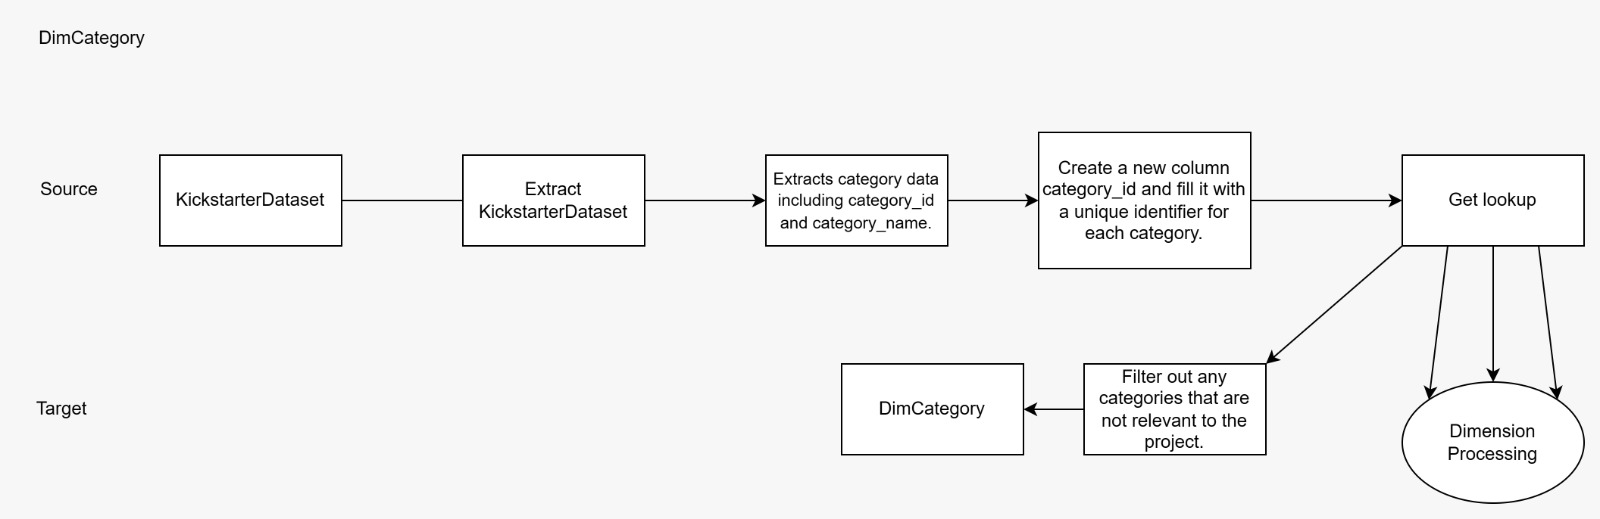 DimCategory
Source
KickstarterDataset
Extract
KickstarterDataset
Extracts category data
including category_id
and category_name.
Create a new column
category_id and fill it with
a unique identifier for
each category.
Get lookup
Target
DimCategory
Filter out any
categories that are
not relevant to the
project.
Dimension
Processing